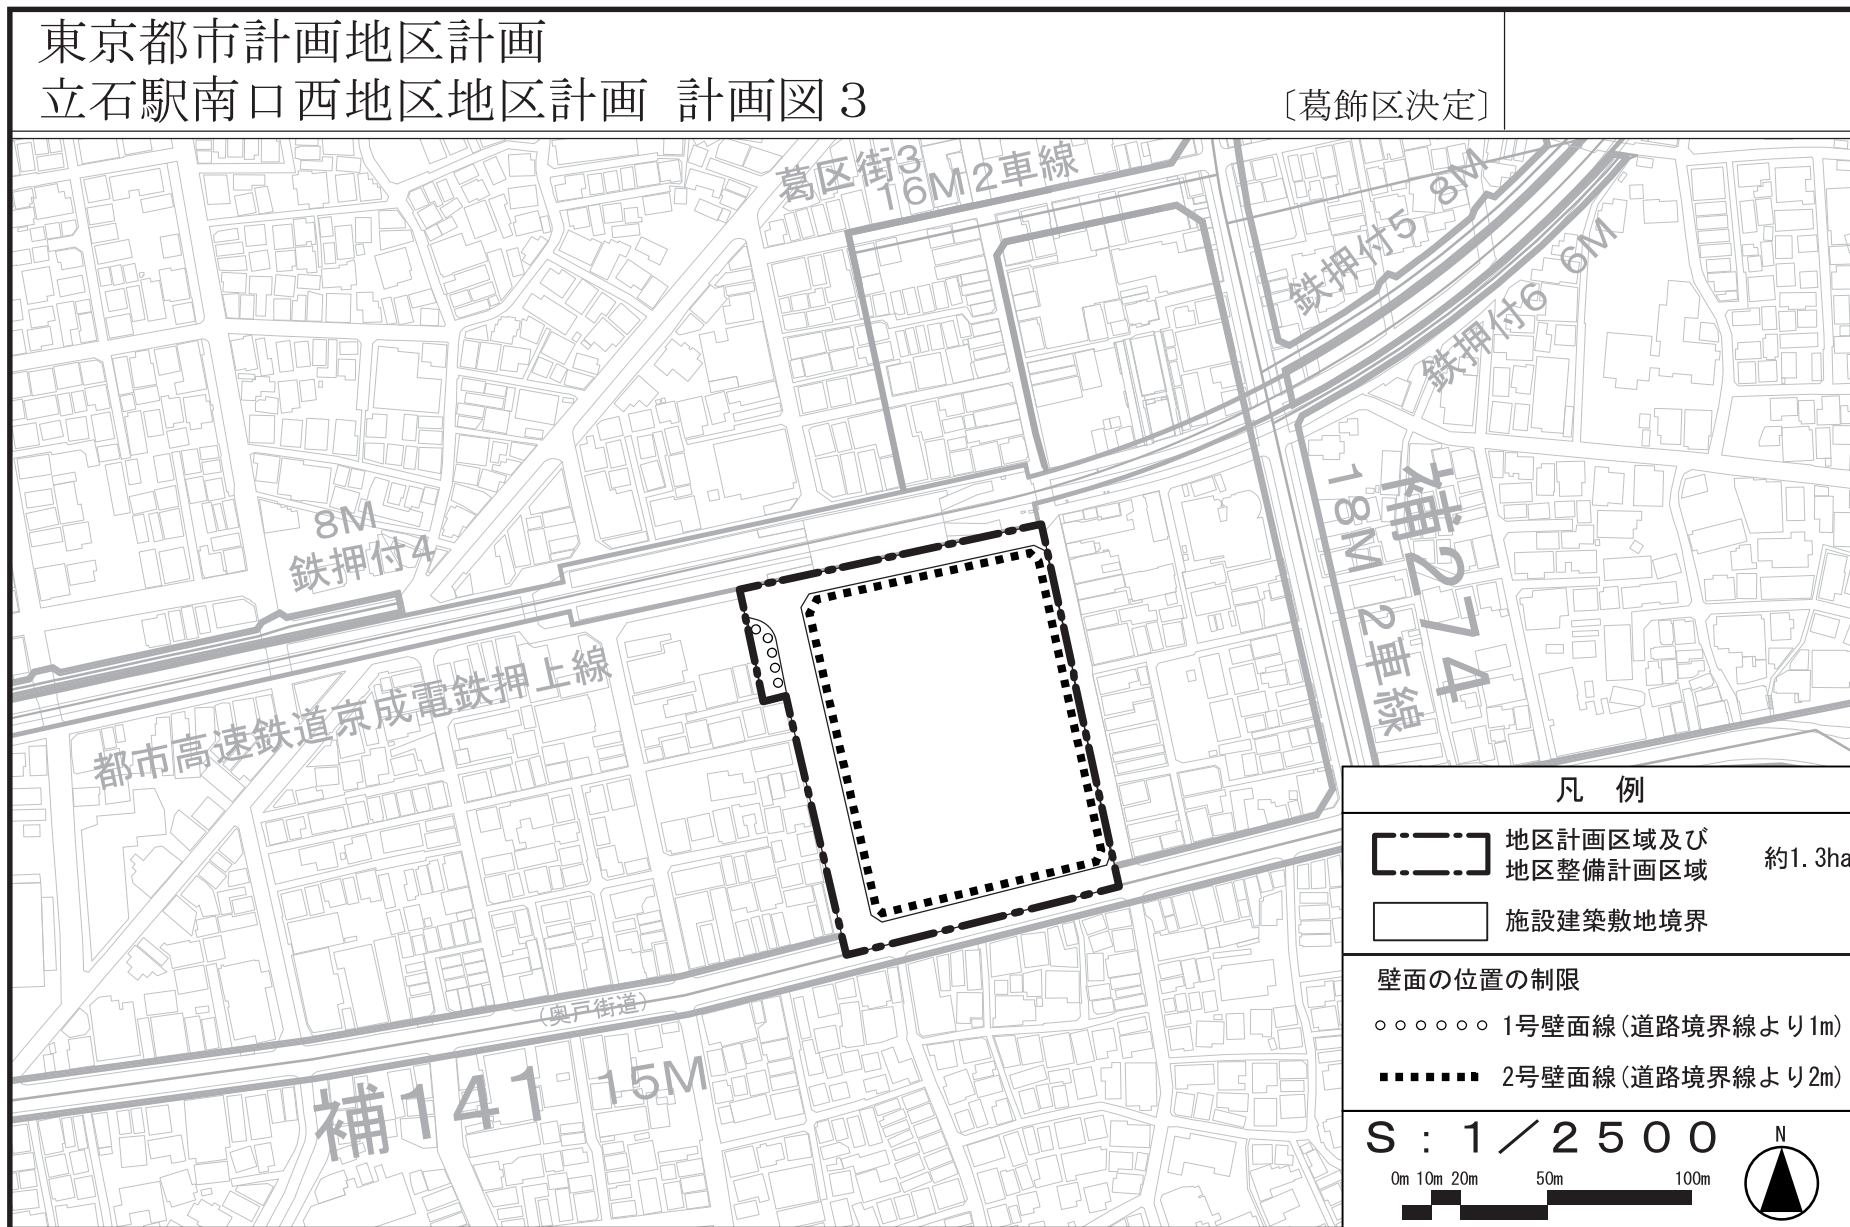 東京都市計画地区計画
立石駅南口西地区地区計画 計画図3
〔葛飾区決定〕
葛区街3
16M2車線
鉄押付5 8M
鉄押付6 6M
補274
18M 2車線
8M
鉄押付4
都市高速鉄道京成電鉄押上線
(奥戸街道)
補141 15M
凡 例
地区計画区域及び
地区整備計画区域 約1.3ha
施設建築敷地境界
壁面の位置の制限
1号壁面線(道路境界線より1m)
2号壁面線(道路境界線より2m)
S:1/2500
N
0m 10m 20m 50m 100m